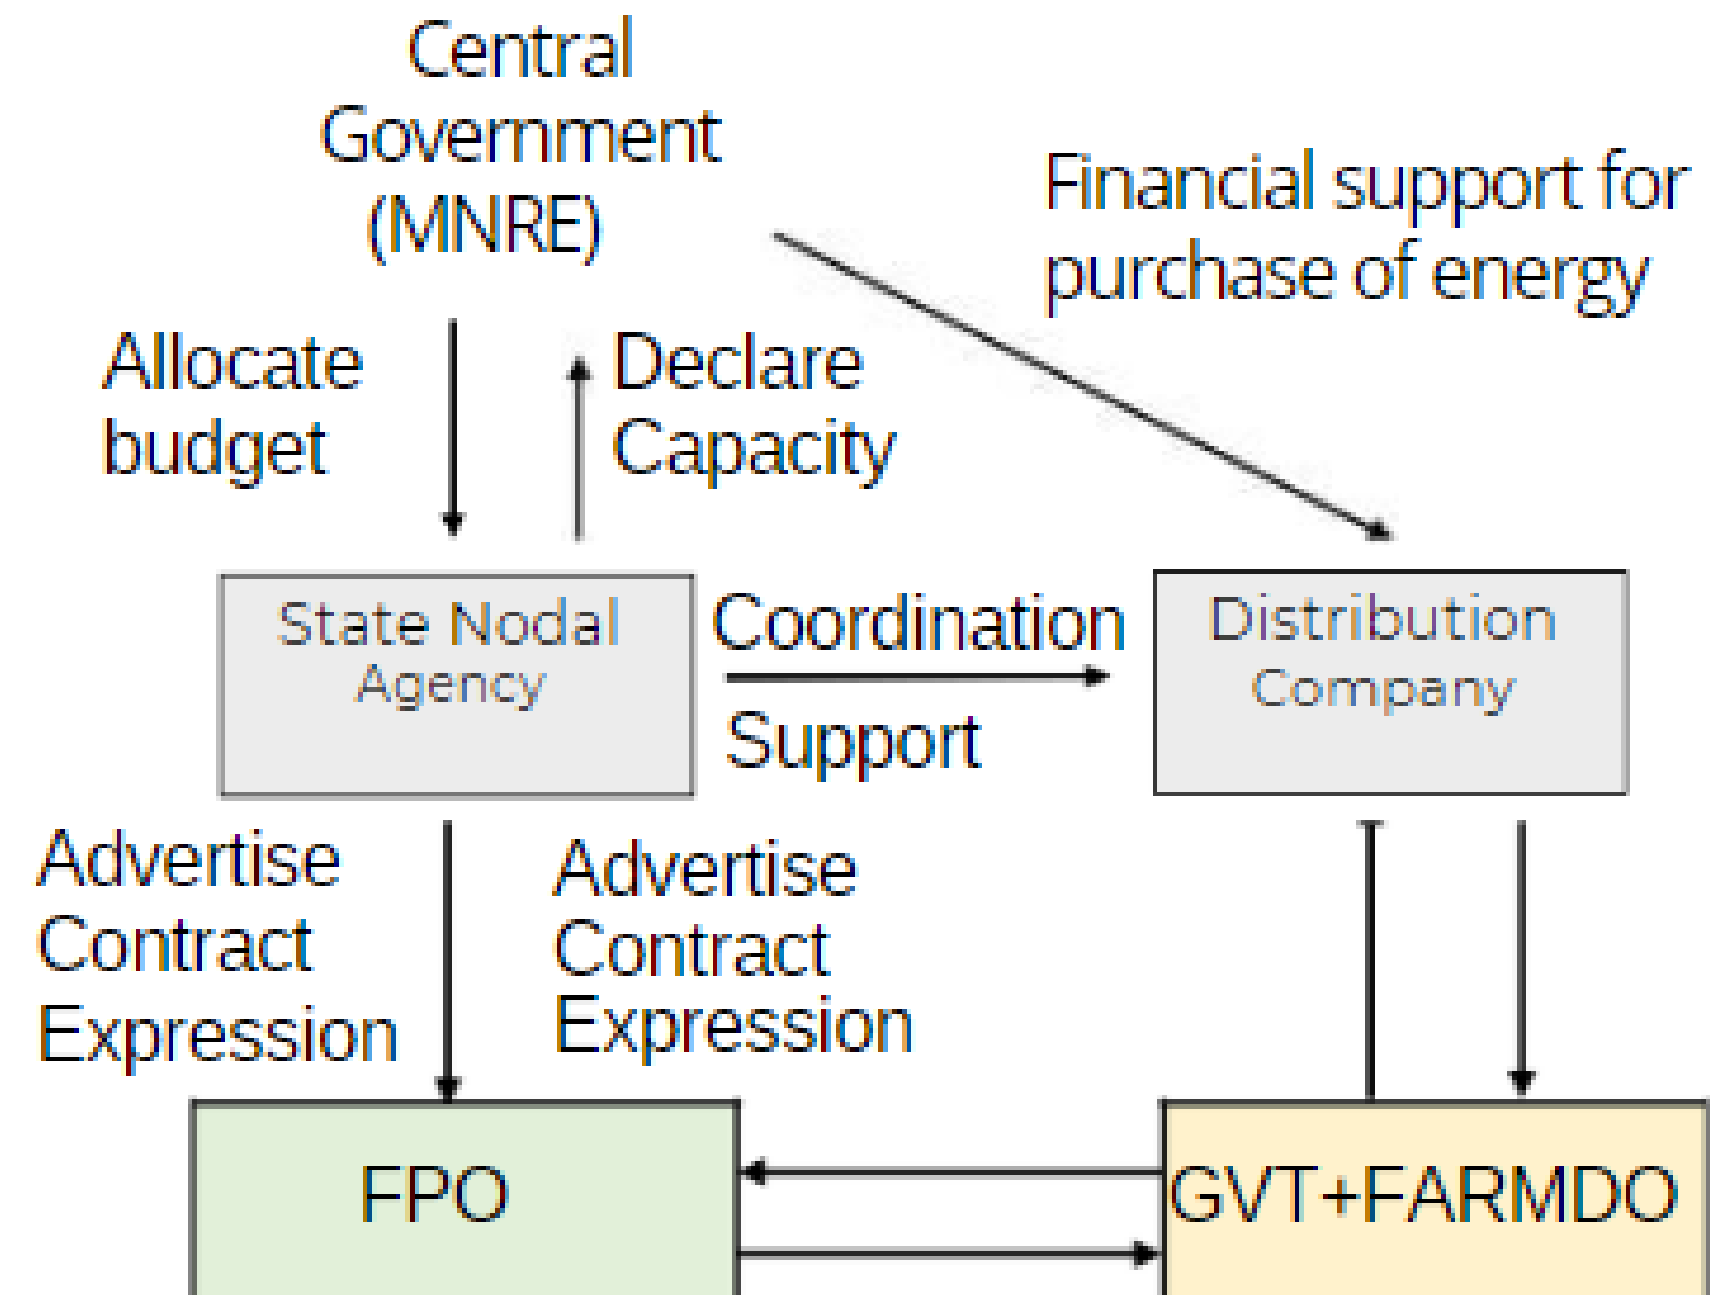 Central
Government
(MNRE)
Financial support for
purchase of energy
Allocate
budget
Declare
Capacity
State Nodal
Agency
Coordination
Support
Distribution
Company
Advertise
Contract
Expression
Advertise
Contract
Expression
FPO
GVT+FARMDO